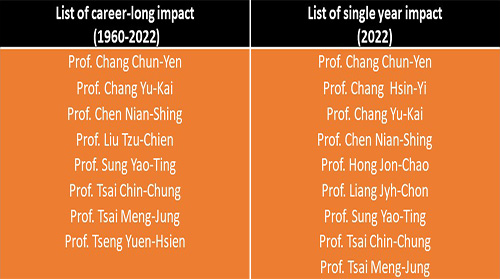 List of career-long impact
(1960-2022)
Prof. Chang Chun-Yen
Prof. Chang Yu-Kai
Prof. Chen Nian-Shing
Prof. Liu Tzu-Chien
Prof. Sung Yao-Ting
Prof. Tsai Chin-Chung
Prof. Tsai Meng-Jung
Prof. Tseng Yuen-Hsien
List of single year impact
(2022)
Prof. Chang Chun-Yen
Prof. Chang  Hsin-Yi
Prof. Chang Yu-Kai
Prof. Chen Nian-Shing
Prof. Hong Jon-Chao
Prof. Liang Jyh-Chon
Prof. Sung Yao-Ting
Prof. Tsai Chin-Chung
Prof. Tsai Meng-Jung